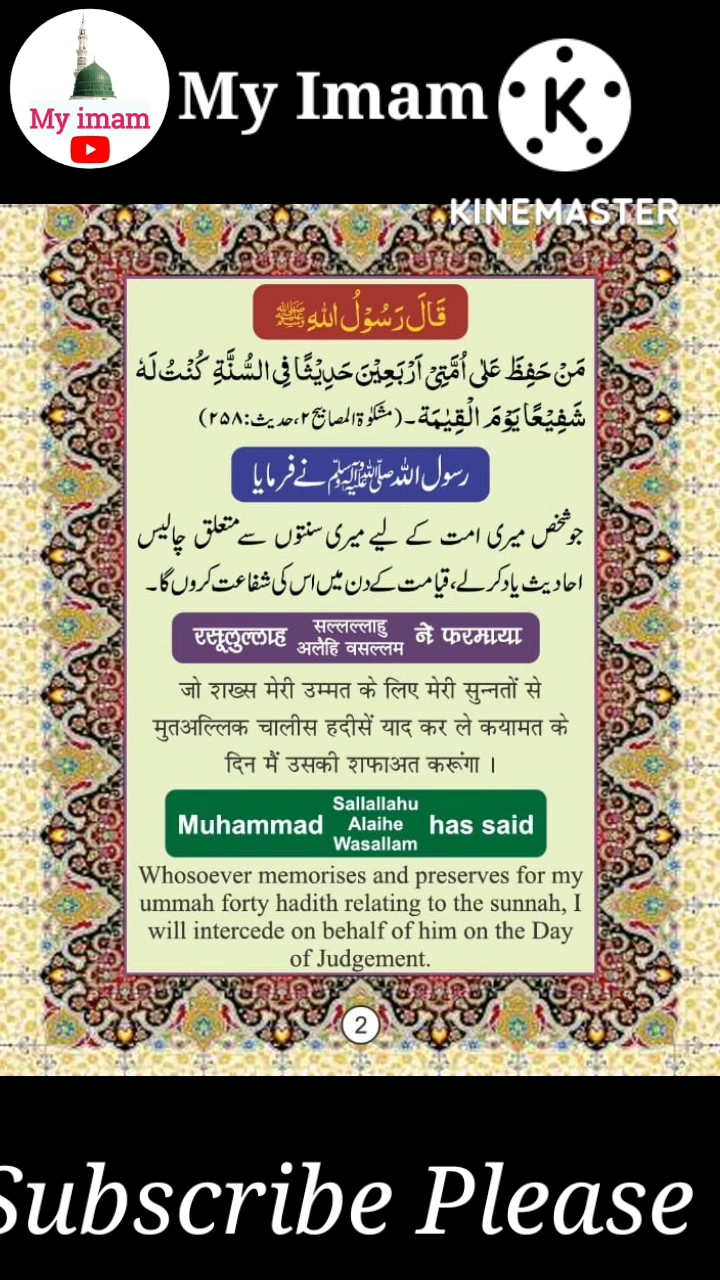 My imam
My Imam
K
KINEMASTER
قَالَ رَسُوْلُ اللهِ ﷺ
مَنْ حَفِظَ عَلٰى اُمَّتِىْ اَرْبَعِيْنَ حَدِيْثًا فِى السُّنَّةِ كُنْتُ لَهٗ
شَفِيْعًا يَوْمَ الْقِيٰمَة۔ (مشکوٰۃ المصابیح ۲، حدیث: ۲۵۸)
رسول اللہ ﷺ نے فرمایا
جو شخص میری امت کے لیے میری سنتوں سے متعلق چالیس
احادیث یاد کر لے، قیامت کے دن میں اس کی شفاعت کروں گا۔
रसूलुल्लाह सल्लल्लाहु अलैहि वसल्लम ने फरमाया
जो शख्स मेरी उम्मत के लिए मेरी सुन्नतों से
मुतअल्लिक चालीस हदीसें याद कर ले कयामत के
दिन मैं उसकी शफाअत करूंगा ।
Muhammad Sallallahu Alaihe Wasallam has said
Whosoever memorises and preserves for my
ummah forty hadith relating to the sunnah, I
will intercede on behalf of him on the Day
of Judgement.
2
Subscribe Please